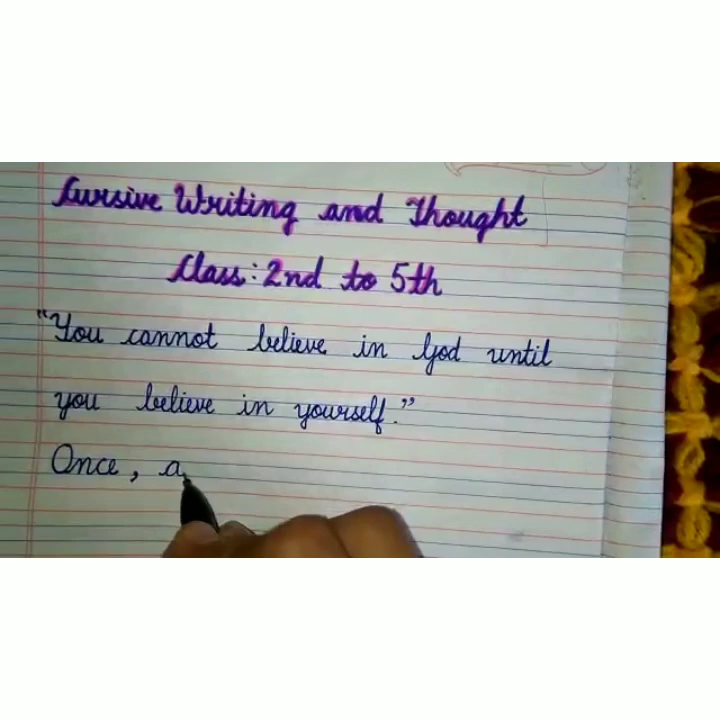 Cursive Writing and Thought
Class: 2nd to 5th
"You cannot believe in God until
you believe in yourself."
Once, a